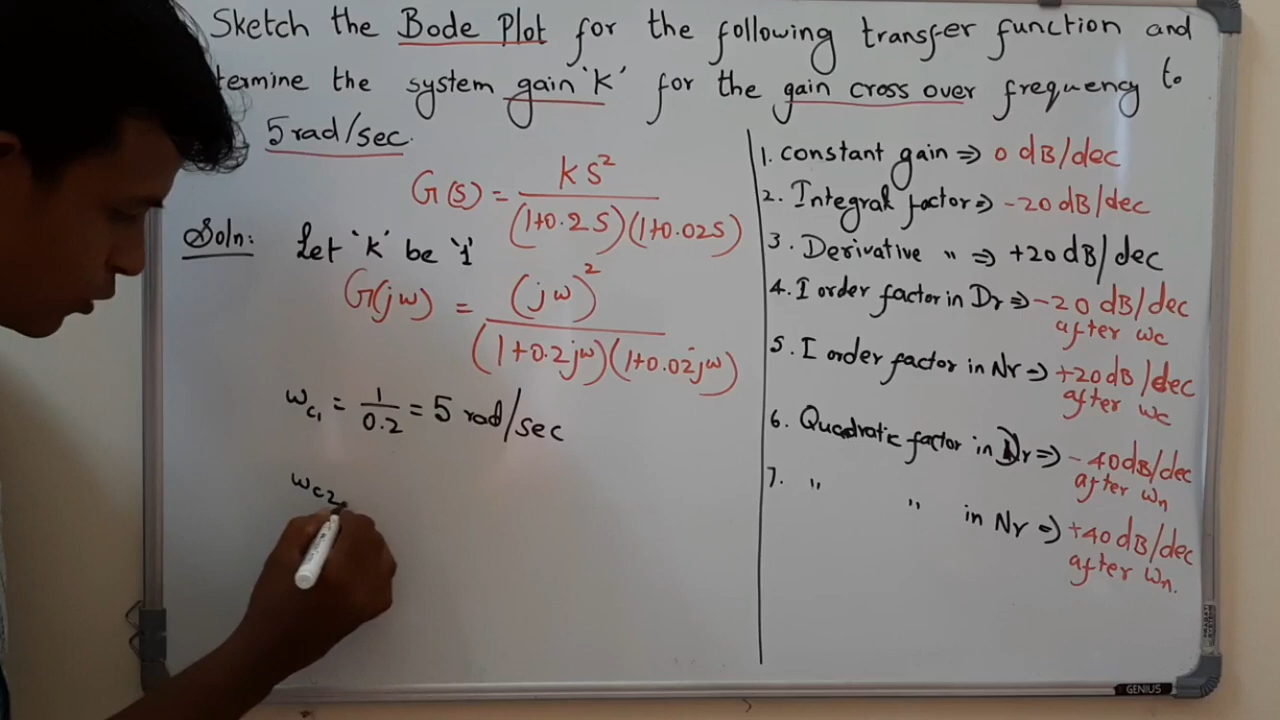 Sketch the Bode Plot for the following transfer function and
termine the system gain 'K' for the gain cross over frequency to
5 rad/sec.
G(s) = KS²/(1+0.2S)(1+0.02S)
Soln: Let 'K' be '1'
G(jω) = (jω)²/(1+0.2jω)(1+0.02jω)
ωc₁ = 1/0.2 = 5 rad/sec
ωc2
1. constant gain ⇒ 0 dB/dec
2. Integral factor ⇒ -20 dB/dec
3. Derivative " ⇒ +20 dB/dec
4. I order factor in Dr ⇒ -20 dB/dec
after ωc
5. I order factor in Nr ⇒ +20dB/dec
after ωc
6. Quadratic factor in Dr ⇒ -40dB/dec
after ωn
7. " " in Nr ⇒ +40dB/dec
after ωn.
GENIUS